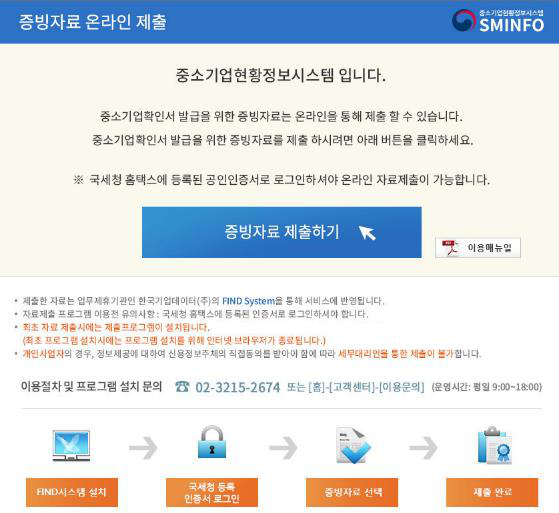 증빙자료 온라인 제출
중소기업현황정보시스템
SMINFO
중소기업현황정보시스템 입니다.
중소기업확인서 발급을 위한 증빙자료는 온라인을 통해 제출 할 수 있습니다.
중소기업확인서 발급을 위한 증빙자료를 제출 하시려면 아래 버튼을 클릭하세요.
※ 국세청 홈택스에 등록된 공인인증서로 로그인하셔야 온라인 자료제출이 가능합니다.
증빙자료 제출하기
PDF 이용매뉴얼
• 제출한 자료는 업무제휴기관인 한국기업데이터(주)의 FIND System을 통해 서비스에 반영됩니다.
• 자료제출 프로그램 이용전 유의사항 : 국세청 홈택스에 등록된 인증서로 로그인하셔야 합니다.
• 최초 자료 제출시에는 제출프로그램이 설치됩니다.
(최초 프로그램 설치시에는 프로그램 설치를 위해 인터넷 브라우저가 종료됩니다.)
• 개인사업자의 경우, 정보제공에 대하여 신용정보주체의 직접동의를 받아야 함에 따라 세무대리인을 통한 제출이 불가합니다.
이용절차 및 프로그램 설치 문의 ☎ 02-3215-2674 또는 [홈]-[고객센터]-[이용문의] (운영시간: 평일 9:00~18:00)
FIND시스템 설치
국세청 등록
인증서 로그인
증빙자료 선택
제출 완료